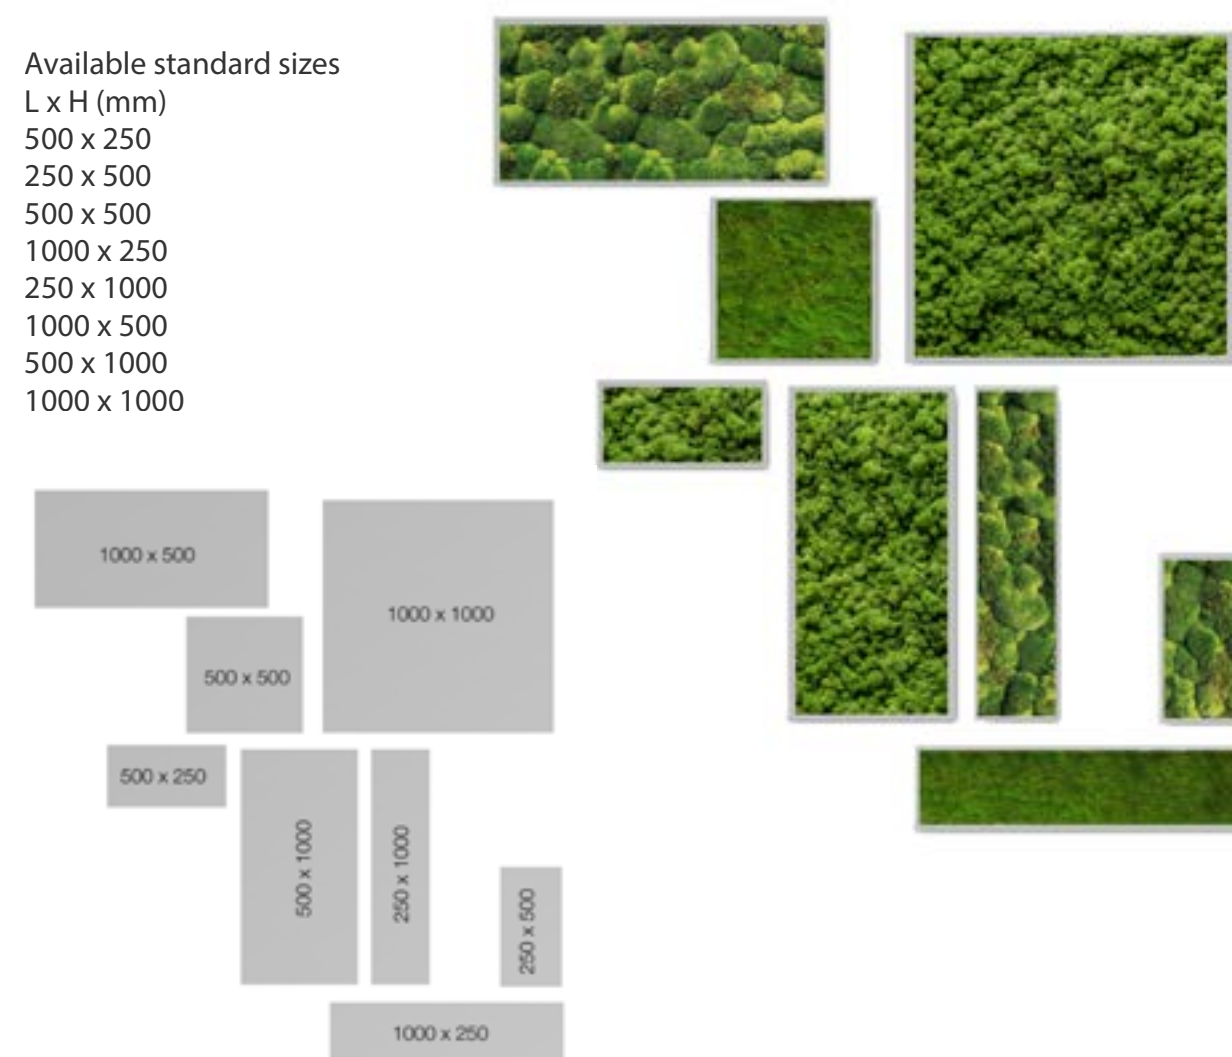 Available standard sizes
L x H (mm)
500 x 250
250 x 500
500 x 500
1000 x 250
250 x 1000
1000 x 500
500 x 1000
1000 x 1000
1000 x 500
1000 x 1000
500 x 500
500 x 250
500 x 1000
250 x 1000
250 x 500
1000 x 250